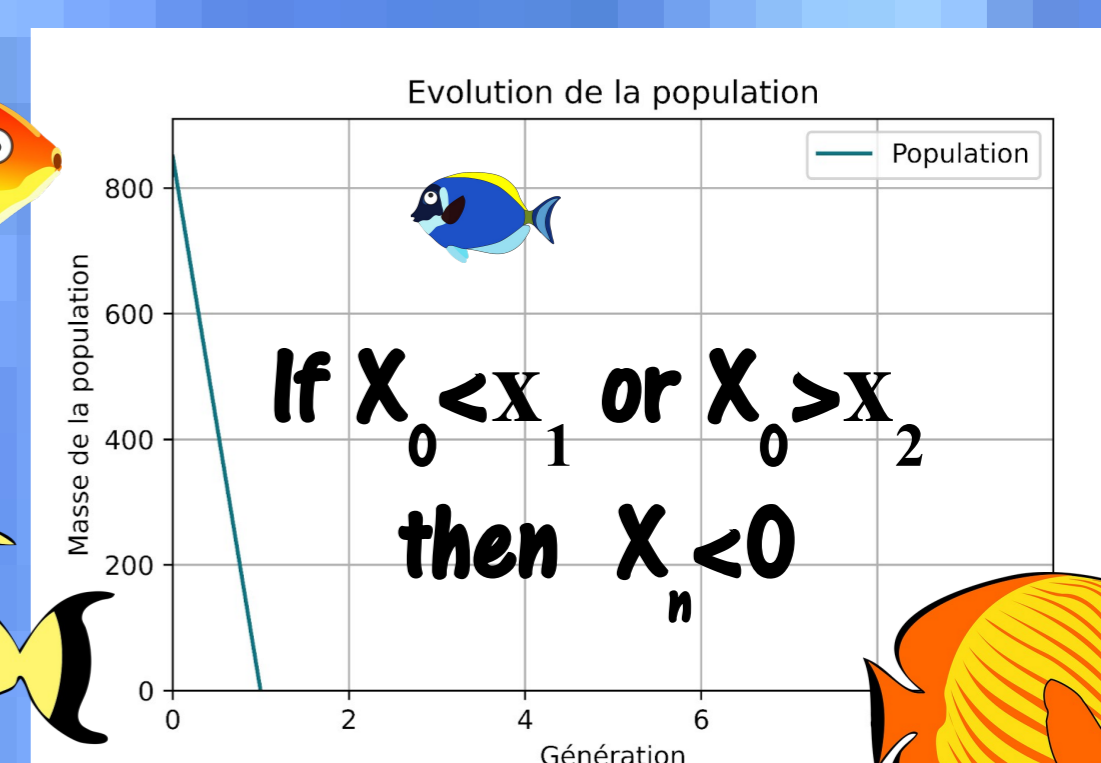 Evolution de la population
Population
Masse de la population
800
600
400
200
0
If X₀<x₁ or X₀>x₂
then Xₙ<0
0 2 4 6
Génération